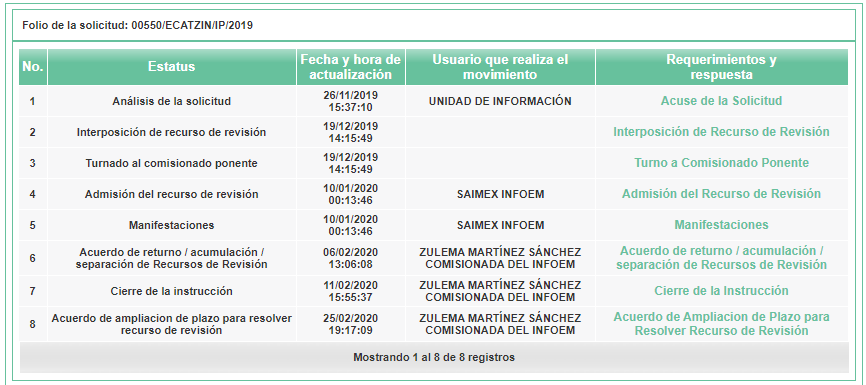 Folio de la solicitud: 00550/ECATZIN/IP/2019
No. Estatus Fecha y hora de actualización Usuario que realiza el movimiento Requerimientos y respuesta
1 Análisis de la solicitud 26/11/2019 15:37:10 UNIDAD DE INFORMACIÓN Acuse de la Solicitud
2 Interposición de recurso de revisión 19/12/2019 14:15:49 Interposición de Recurso de Revisión
3 Turnado al comisionado ponente 19/12/2019 14:15:49 Turno a Comisionado Ponente
4 Admisión del recurso de revisión 10/01/2020 00:13:46 SAIMEX INFOEM Admisión del Recurso de Revisión
5 Manifestaciones 10/01/2020 00:13:46 SAIMEX INFOEM Manifestaciones
6 Acuerdo de returno / acumulación / separación de Recursos de Revisión 06/02/2020 13:06:08 ZULEMA MARTÍNEZ SÁNCHEZ COMISIONADA DEL INFOEM Acuerdo de returno / acumulación / separación de Recursos de Revisión
7 Cierre de la instrucción 11/02/2020 15:55:37 ZULEMA MARTÍNEZ SÁNCHEZ COMISIONADA DEL INFOEM Cierre de la Instrucción
8 Acuerdo de ampliacion de plazo para resolver recurso de revisión 25/02/2020 19:17:09 ZULEMA MARTÍNEZ SÁNCHEZ COMISIONADA DEL INFOEM Acuerdo de Ampliacion de Plazo para Resolver Recurso de Revisión
Mostrando 1 al 8 de 8 registros